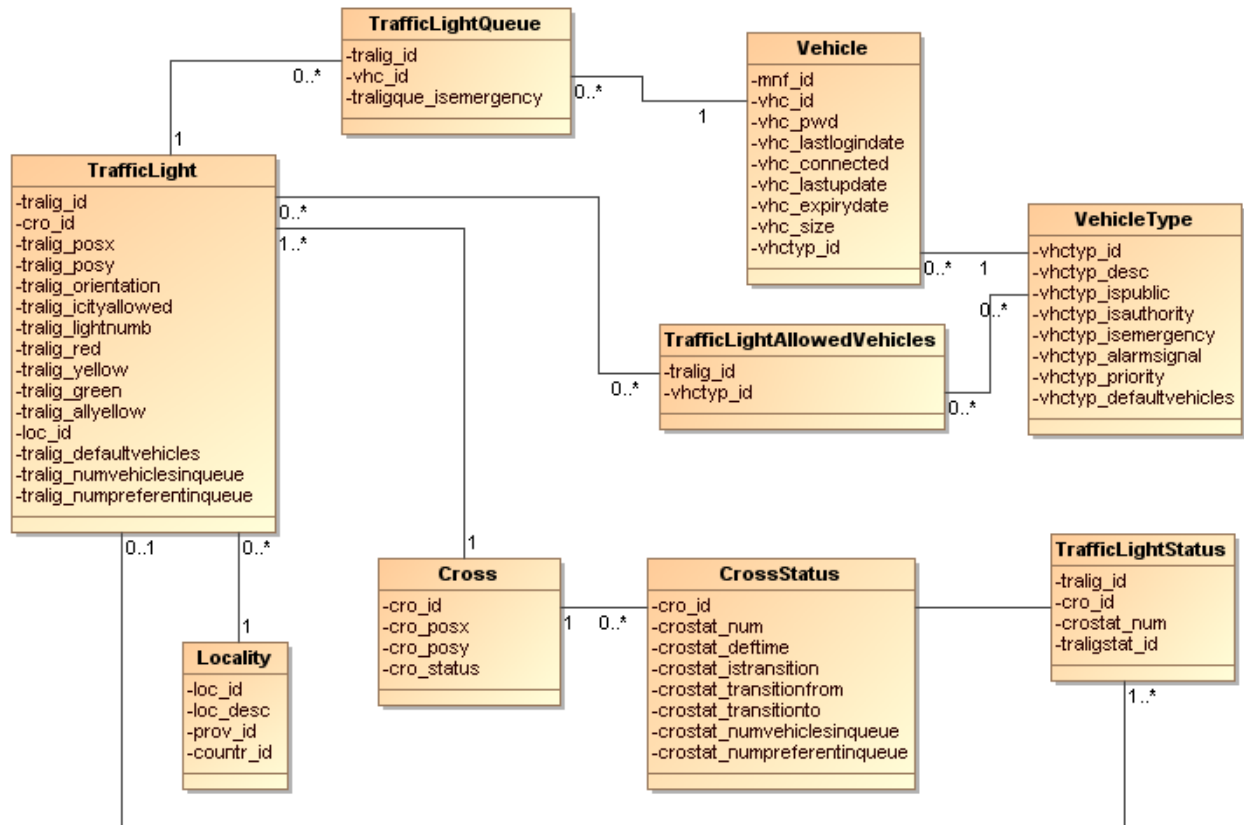 TrafficLightQueue
-tralig_id
-vhc_id
-traligque_isemergency
0..*
1
0..*
1
Vehicle
-mnf_id
-vhc_id
-vhc_pwd
-vhc_lastlogindate
-vhc_connected
-vhc_lastupdate
-vhc_expirydate
-vhc_size
-vhctyp_id
0..*
1
VehicleType
-vhctyp_id
-vhctyp_desc
-vhctyp_ispublic
-vhctyp_isauthority
-vhctyp_isemergency
-vhctyp_alarmsignal
-vhctyp_priority
-vhctyp_defaultvehicles
0..*
TrafficLight
-tralig_id
-cro_id
-tralig_posx
-tralig_posy
-tralig_orientation
-tralig_icityallowed
-tralig_lightnumb
-tralig_red
-tralig_yellow
-tralig_green
-tralig_allyellow
-loc_id
-tralig_defaultvehicles
-tralig_numvehiclesinqueue
-tralig_numpreferentinqueue
0..*
1..*
0..1
0..*
TrafficLightAllowedVehicles
-tralig_id
-vhctyp_id
0..*
0..*
1
Locality
-loc_id
-loc_desc
-prov_id
-countr_id
1
Cross
-cro_id
-cro_posx
-cro_posy
-cro_status
1
0..*
CrossStatus
-cro_id
-crostat_num
-crostat_deftime
-crostat_istransition
-crostat_transitionfrom
-crostat_transitionto
-crostat_numvehiclesinqueue
-crostat_numpreferentinqueue
TrafficLightStatus
-tralig_id
-cro_id
-crostat_num
-traligstat_id
1..*